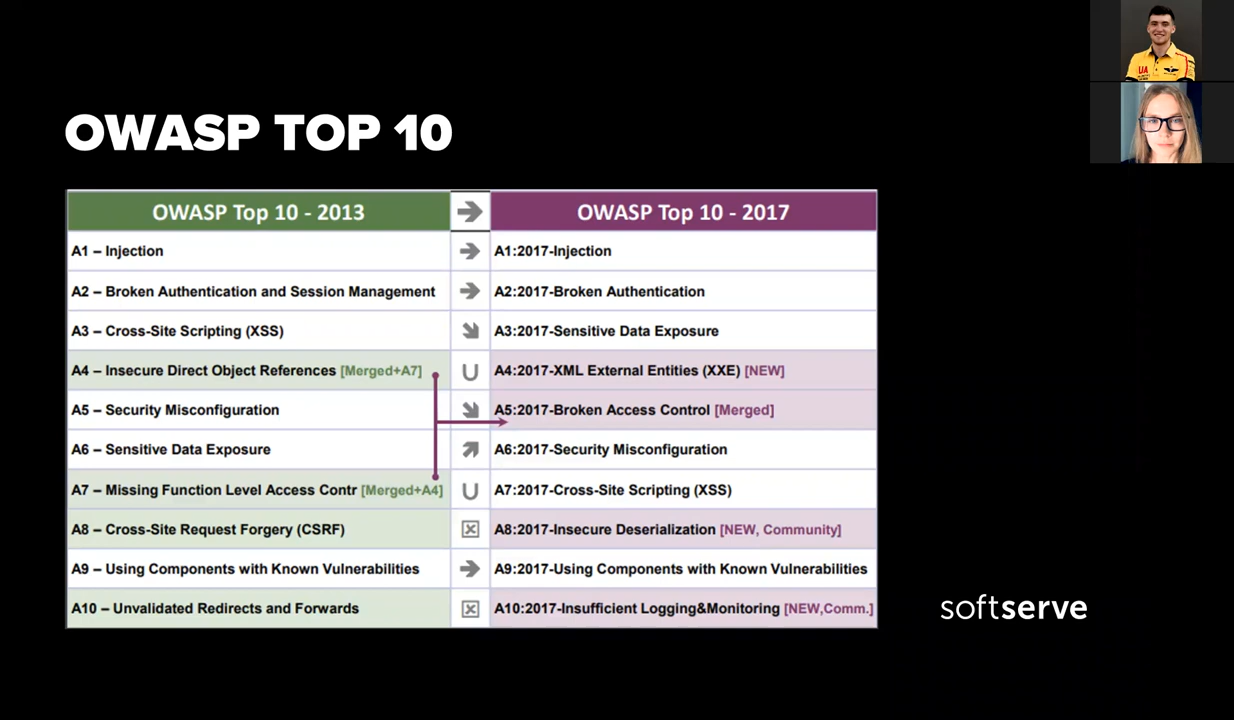 OWASP TOP 10
OWASP Top 10 - 2013 OWASP Top 10 - 2017
A1 – Injection A1:2017-Injection
A2 – Broken Authentication and Session Management A2:2017-Broken Authentication
A3 – Cross-Site Scripting (XSS) A3:2017-Sensitive Data Exposure
A4 – Insecure Direct Object References [Merged+A7] A4:2017-XML External Entities (XXE) [NEW]
A5 – Security Misconfiguration A5:2017-Broken Access Control [Merged]
A6 – Sensitive Data Exposure A6:2017-Security Misconfiguration
A7 – Missing Function Level Access Contr [Merged+A4] A7:2017-Cross-Site Scripting (XSS)
A8 – Cross-Site Request Forgery (CSRF) A8:2017-Insecure Deserialization [NEW, Community]
A9 – Using Components with Known Vulnerabilities A9:2017-Using Components with Known Vulnerabilities
A10 – Unvalidated Redirects and Forwards A10:2017-Insufficient Logging&Monitoring [NEW,Comm.]
softserve
UA